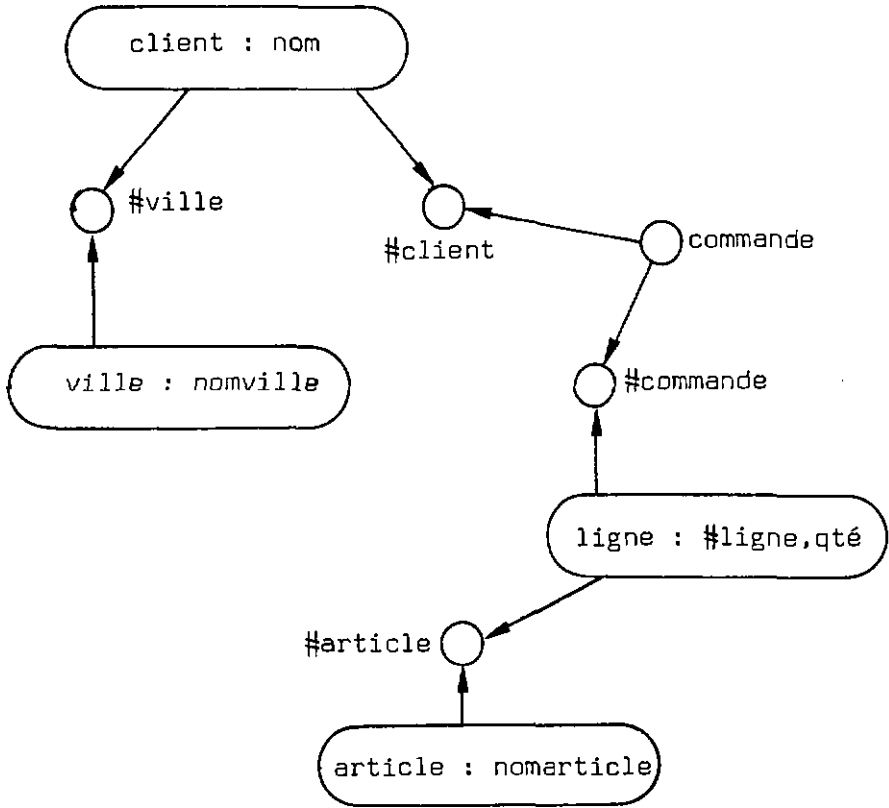 client : nom
#ville
#client
commande
ville : nomville
#commande
ligne : #ligne,qté
#article
article : nomarticle